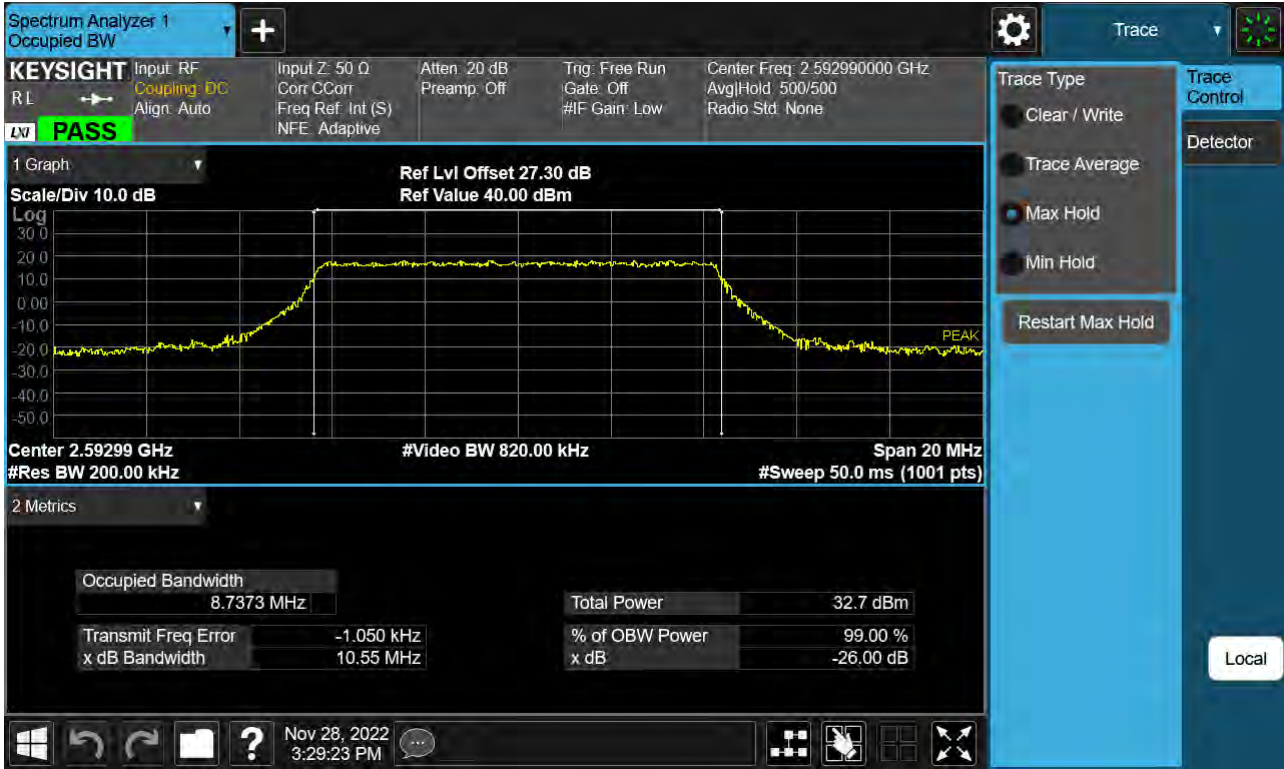 Spectrum Analyzer 1
Occupied BW
Trace
KEYSIGHT
R L
LXI
PASS
Input: RF
Coupling: DC
Align: Auto
Input Z: 50 Ω
Corr CCorr
Freq Ref: Int (S)
NFE: Adaptive
Atten: 20 dB
Preamp: Off
Trig: Free Run
Gate: Off
#IF Gain: Low
Center Freq: 2.592990000 GHz
Avg|Hold: 500/500
Radio Std: None
1 Graph
Scale/Div 10.0 dB
Ref Lvl Offset 27.30 dB
Ref Value 40.00 dBm
Log
30.0
20.0
10.0
0.00
-10.0
-20.0
-30.0
-40.0
-50.0
PEAK
Center 2.59299 GHz
#Video BW 820.00 kHz
Span 20 MHz
#Res BW 200.00 kHz
#Sweep 50.0 ms (1001 pts)
2 Metrics
Occupied Bandwidth
8.7373 MHz
Total Power 32.7 dBm
Transmit Freq Error -1.050 kHz
% of OBW Power 99.00 %
x dB Bandwidth 10.55 MHz
x dB -26.00 dB
Trace Type
Clear / Write
Trace Average
Max Hold
Min Hold
Restart Max Hold
Trace
Control
Detector
Local
?
Nov 28, 2022
3:29:23 PM